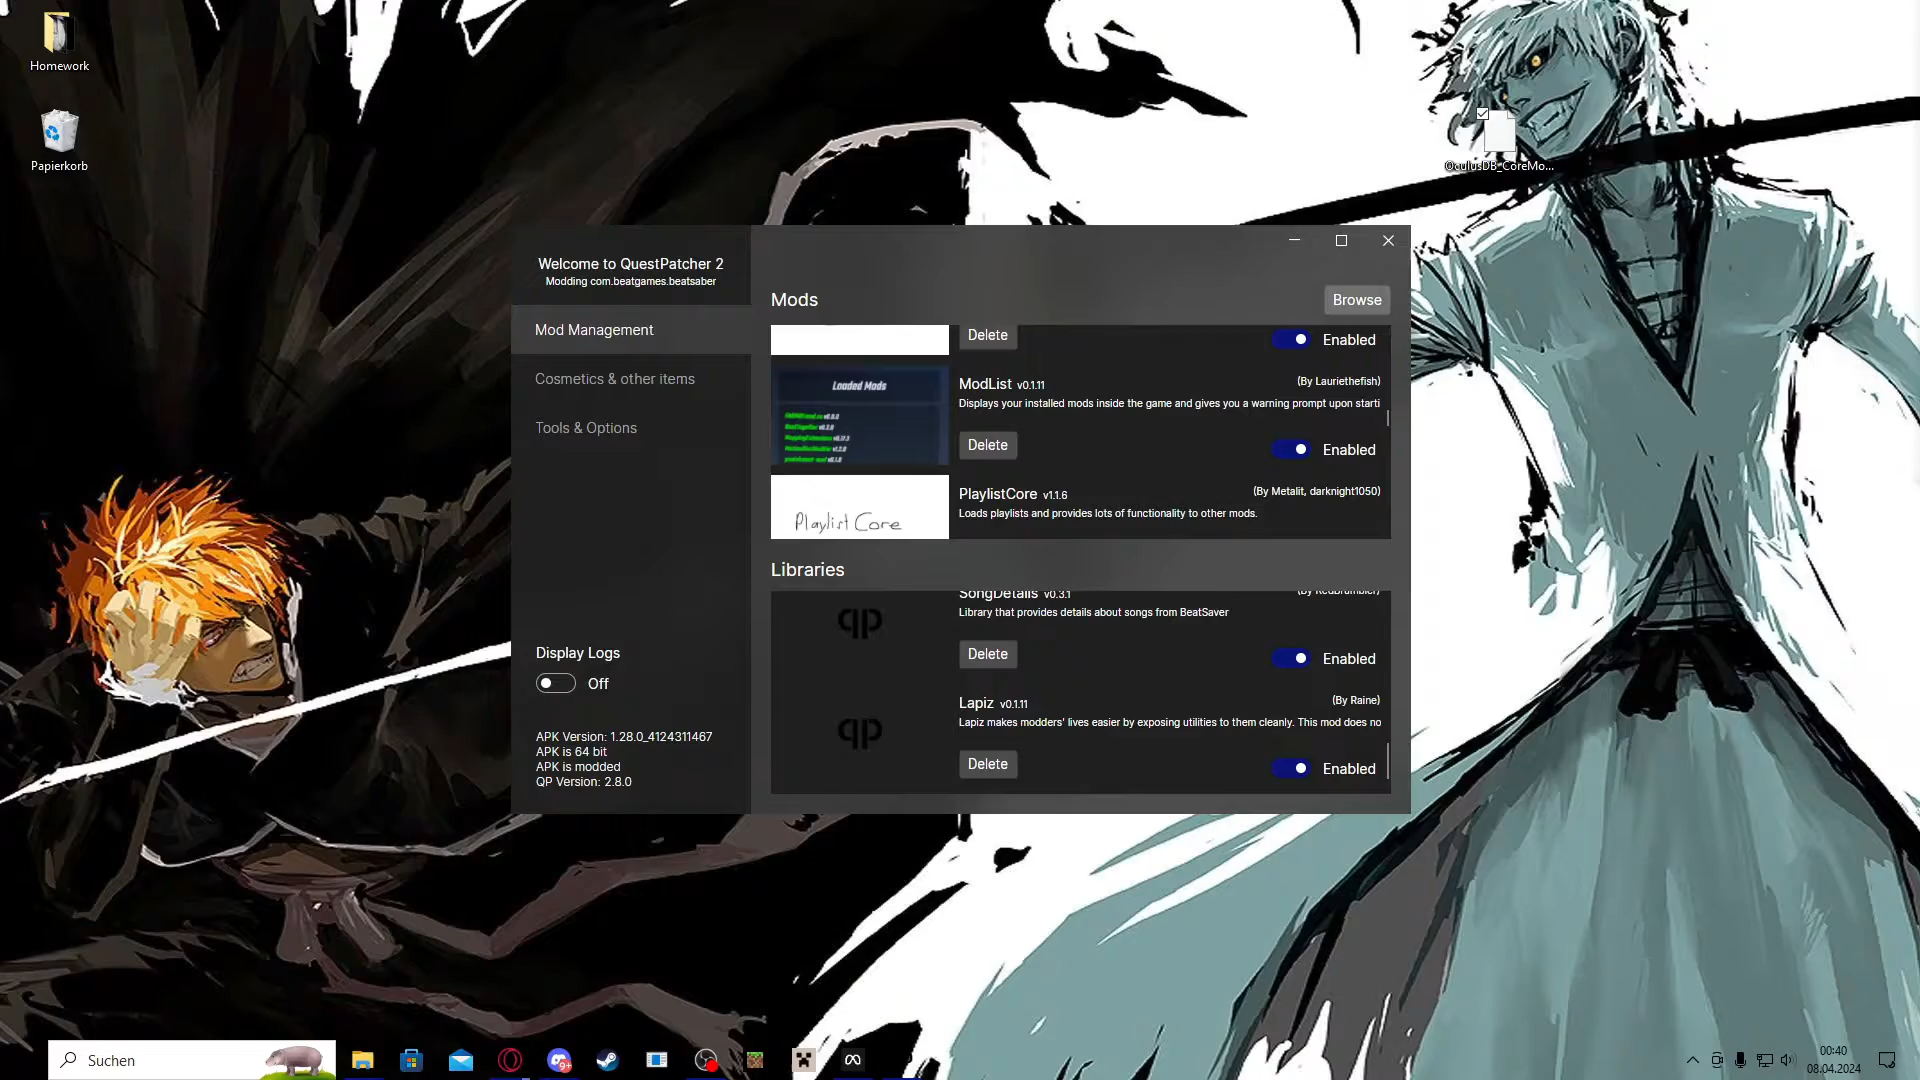 Homework
Papierkorb
OculusDB_CoreMo...
Welcome to QuestPatcher 2
Modding com.beatgames.beatsaber
Mod Management
Cosmetics & other items
Tools & Options
Display Logs
Off
APK Version: 1.28.0_4124311467
APK is 64 bit
APK is modded
QP Version: 2.8.0
Mods
Browse
Delete
Enabled
Loaded Mods
ModList v0.1.11
(By Lauriethefish)
Displays your installed mods inside the game and gives you a warning prompt upon starti
Delete
Enabled
Playlist Core
PlaylistCore v1.1.6
(By Metalit, darknight1050)
Loads playlists and provides lots of functionality to other mods.
Libraries
SongDetails v0.3.1
(By RedBrumbler)
Library that provides details about songs from BeatSaver
qp
Delete
Enabled
Lapiz v0.1.11
(By Raine)
Lapiz makes modders' lives easier by exposing utilities to them cleanly. This mod does no
qp
Delete
Enabled
Suchen
9+
00:40
08.04.2024